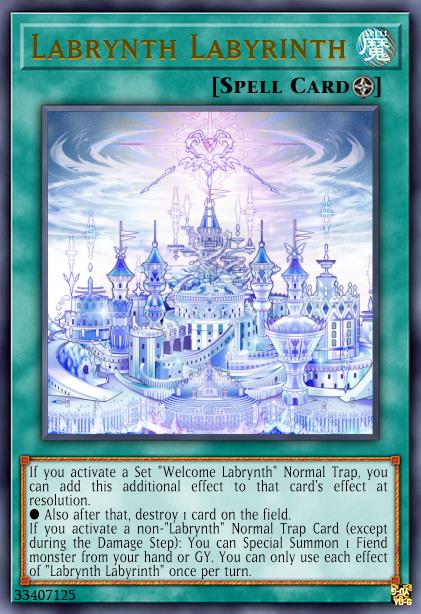 Labrynth Labyrinth
SPELL
魔
[Spell Card]
If you activate a Set "Welcome Labrynth" Normal Trap, you
can add this additional effect to that card's effect at
resolution.
● Also after that, destroy 1 card on the field.
If you activate a non-"Labrynth" Normal Trap Card (except
during the Damage Step): You can Special Summon 1 Fiend
monster from your hand or GY. You can only use each effect
of "Labrynth Labyrinth" once per turn.
33407125